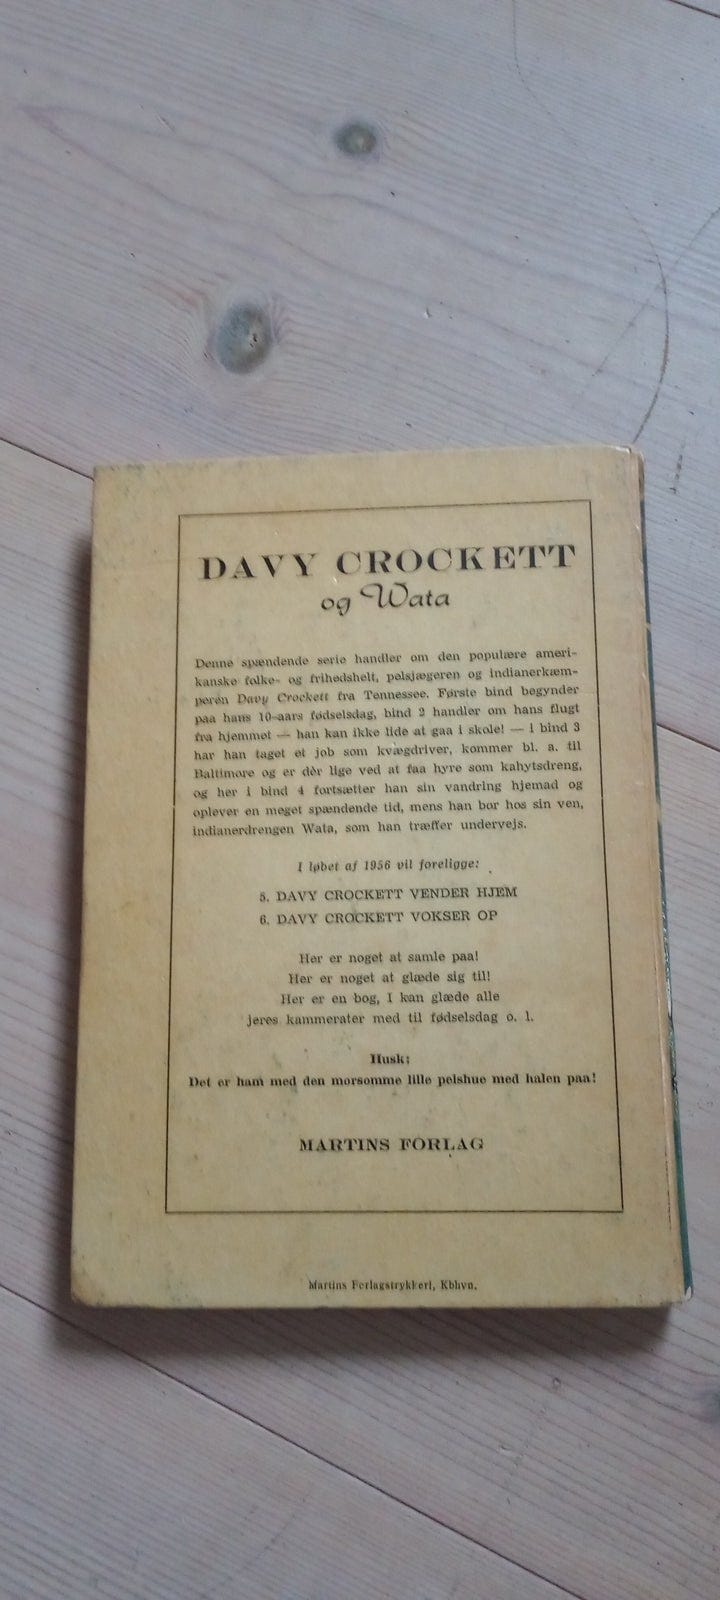 DAVY CROCKETT
og Wata
Denne spændende serie handler om den populære ameri-
kanske folke- og frihedshelt, pelsjægeren og indianerkæm-
peren Davy Crockett fra Tennessee. Første bind begynder
paa hans 10-aars fødselsdag, bind 2 handler om hans flugt
fra hjemmet — han kan ikke lide at gaa i skole! — i bind 3
har han taget et job som kvægdriver, kommer bl. a. til
Baltimore og er dèr lige ved at faa hyre som kahytsdreng,
og her i bind 4 fortsætter han sin vandring hjemad og
oplever en meget spændende tid, mens han bor hos sin ven,
indianerdrengen Wata, som han træffer undervejs.
I løbet af 1956 vil foreligge:
5. DAVY CROCKETT VENDER HJEM
6. DAVY CROCKETT VOKSER OP
Her er noget at samle paa!
Her er noget at glæde sig til!
Her er en bog, I kan glæde alle
jeres kammerater med til fødselsdag o. l.
Husk:
Det er ham med den morsomme lille pelshue med halen paa!
MARTINS FORLAG
Martins Forlagstrykkeri, Kbhvn.